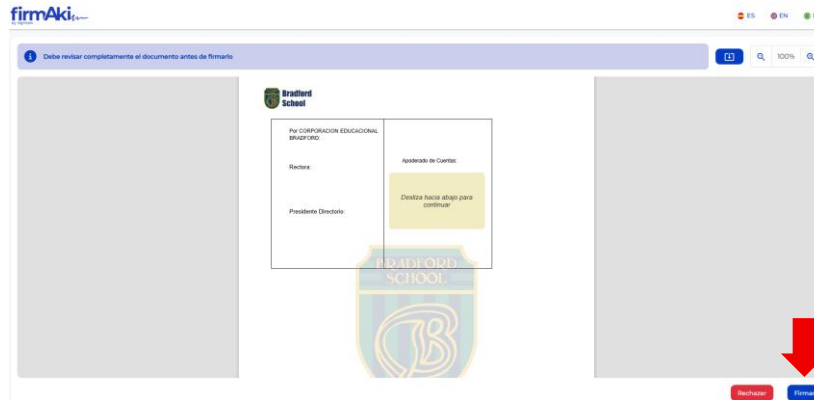 firmAki
ES EN
Debe revisar completamente el documento antes de firmarlo
100%
Bradford
School
Por CORPORACION EDUCACIONAL
BRADFORD:
Rectora:
Apoderado de Cuentas:
Desliza hacia abajo para
continuar
Presidente Directorio:
BRADFORD
SCHOOL
Rechazar
Firmar